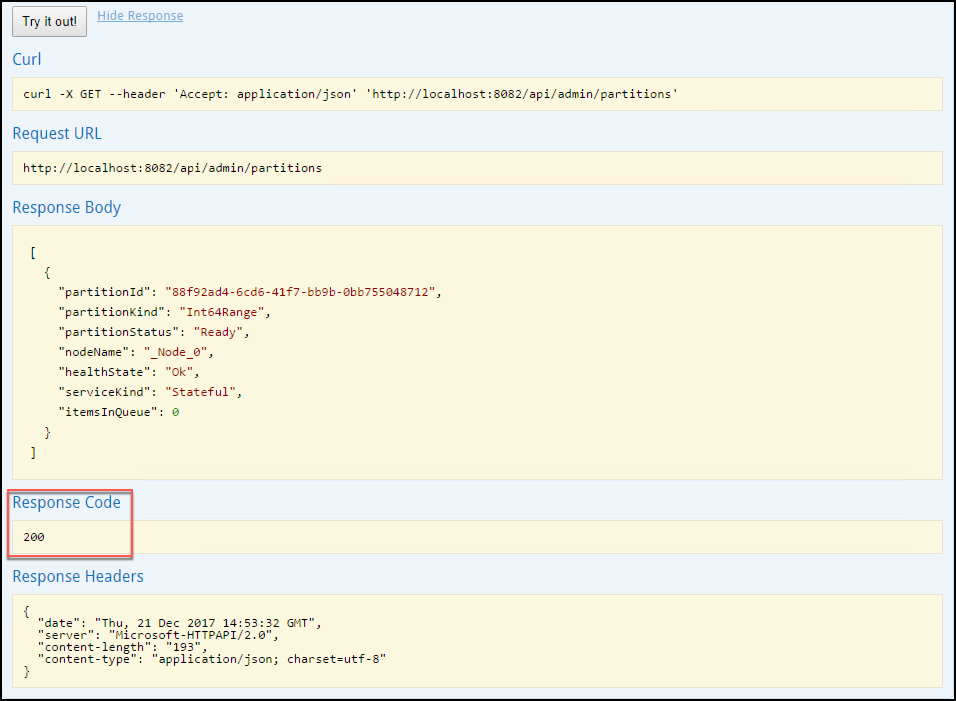 Try it out!
Hide Response
Curl
curl -X GET --header 'Accept: application/json' 'http://localhost:8082/api/admin/partitions'
Request URL
http://localhost:8082/api/admin/partitions
Response Body
[
  {
    "partitionId": "88f92ad4-6cd6-41f7-bb9b-0bb755048712",
    "partitionKind": "Int64Range",
    "partitionStatus": "Ready",
    "nodeName": "_Node_0",
    "healthState": "Ok",
    "serviceKind": "Stateful",
    "itemsInQueue": 0
  }
]
Response Code
200
Response Headers
{
  "date": "Thu, 21 Dec 2017 14:53:32 GMT",
  "server": "Microsoft-HTTPAPI/2.0",
  "content-length": "193",
  "content-type": "application/json; charset=utf-8"
}